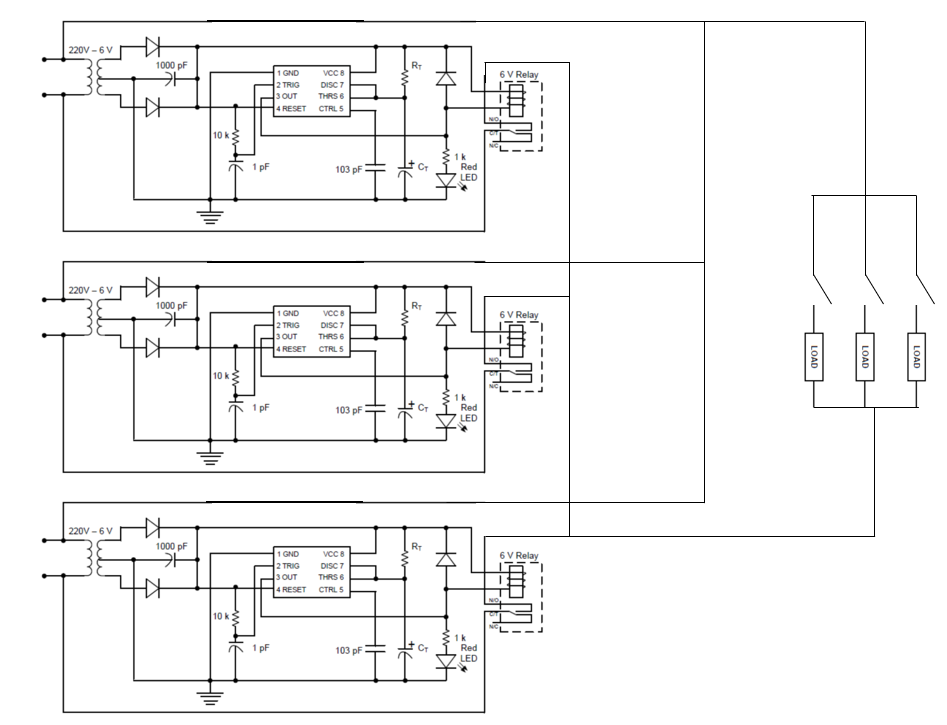 220V – 6 V
1000 pF
1 GND VCC 8
2 TRIG DISC 7
3 OUT THRS 6
4 RESET CTRL 5
RT
6 V Relay
N/O
C/T
N/C
10 k
1 pF
103 pF
+ CT
1 k
Red
LED
220V – 6 V
1000 pF
1 GND VCC 8
2 TRIG DISC 7
3 OUT THRS 6
4 RESET CTRL 5
RT
6 V Relay
N/O
C/T
N/C
10 k
1 pF
103 pF
+ CT
1 k
Red
LED
LOAD
LOAD
LOAD
220V – 6 V
1000 pF
1 GND VCC 8
2 TRIG DISC 7
3 OUT THRS 6
4 RESET CTRL 5
RT
6 V Relay
N/O
C/T
N/C
10 k
1 pF
103 pF
+ CT
1 k
Red
LED